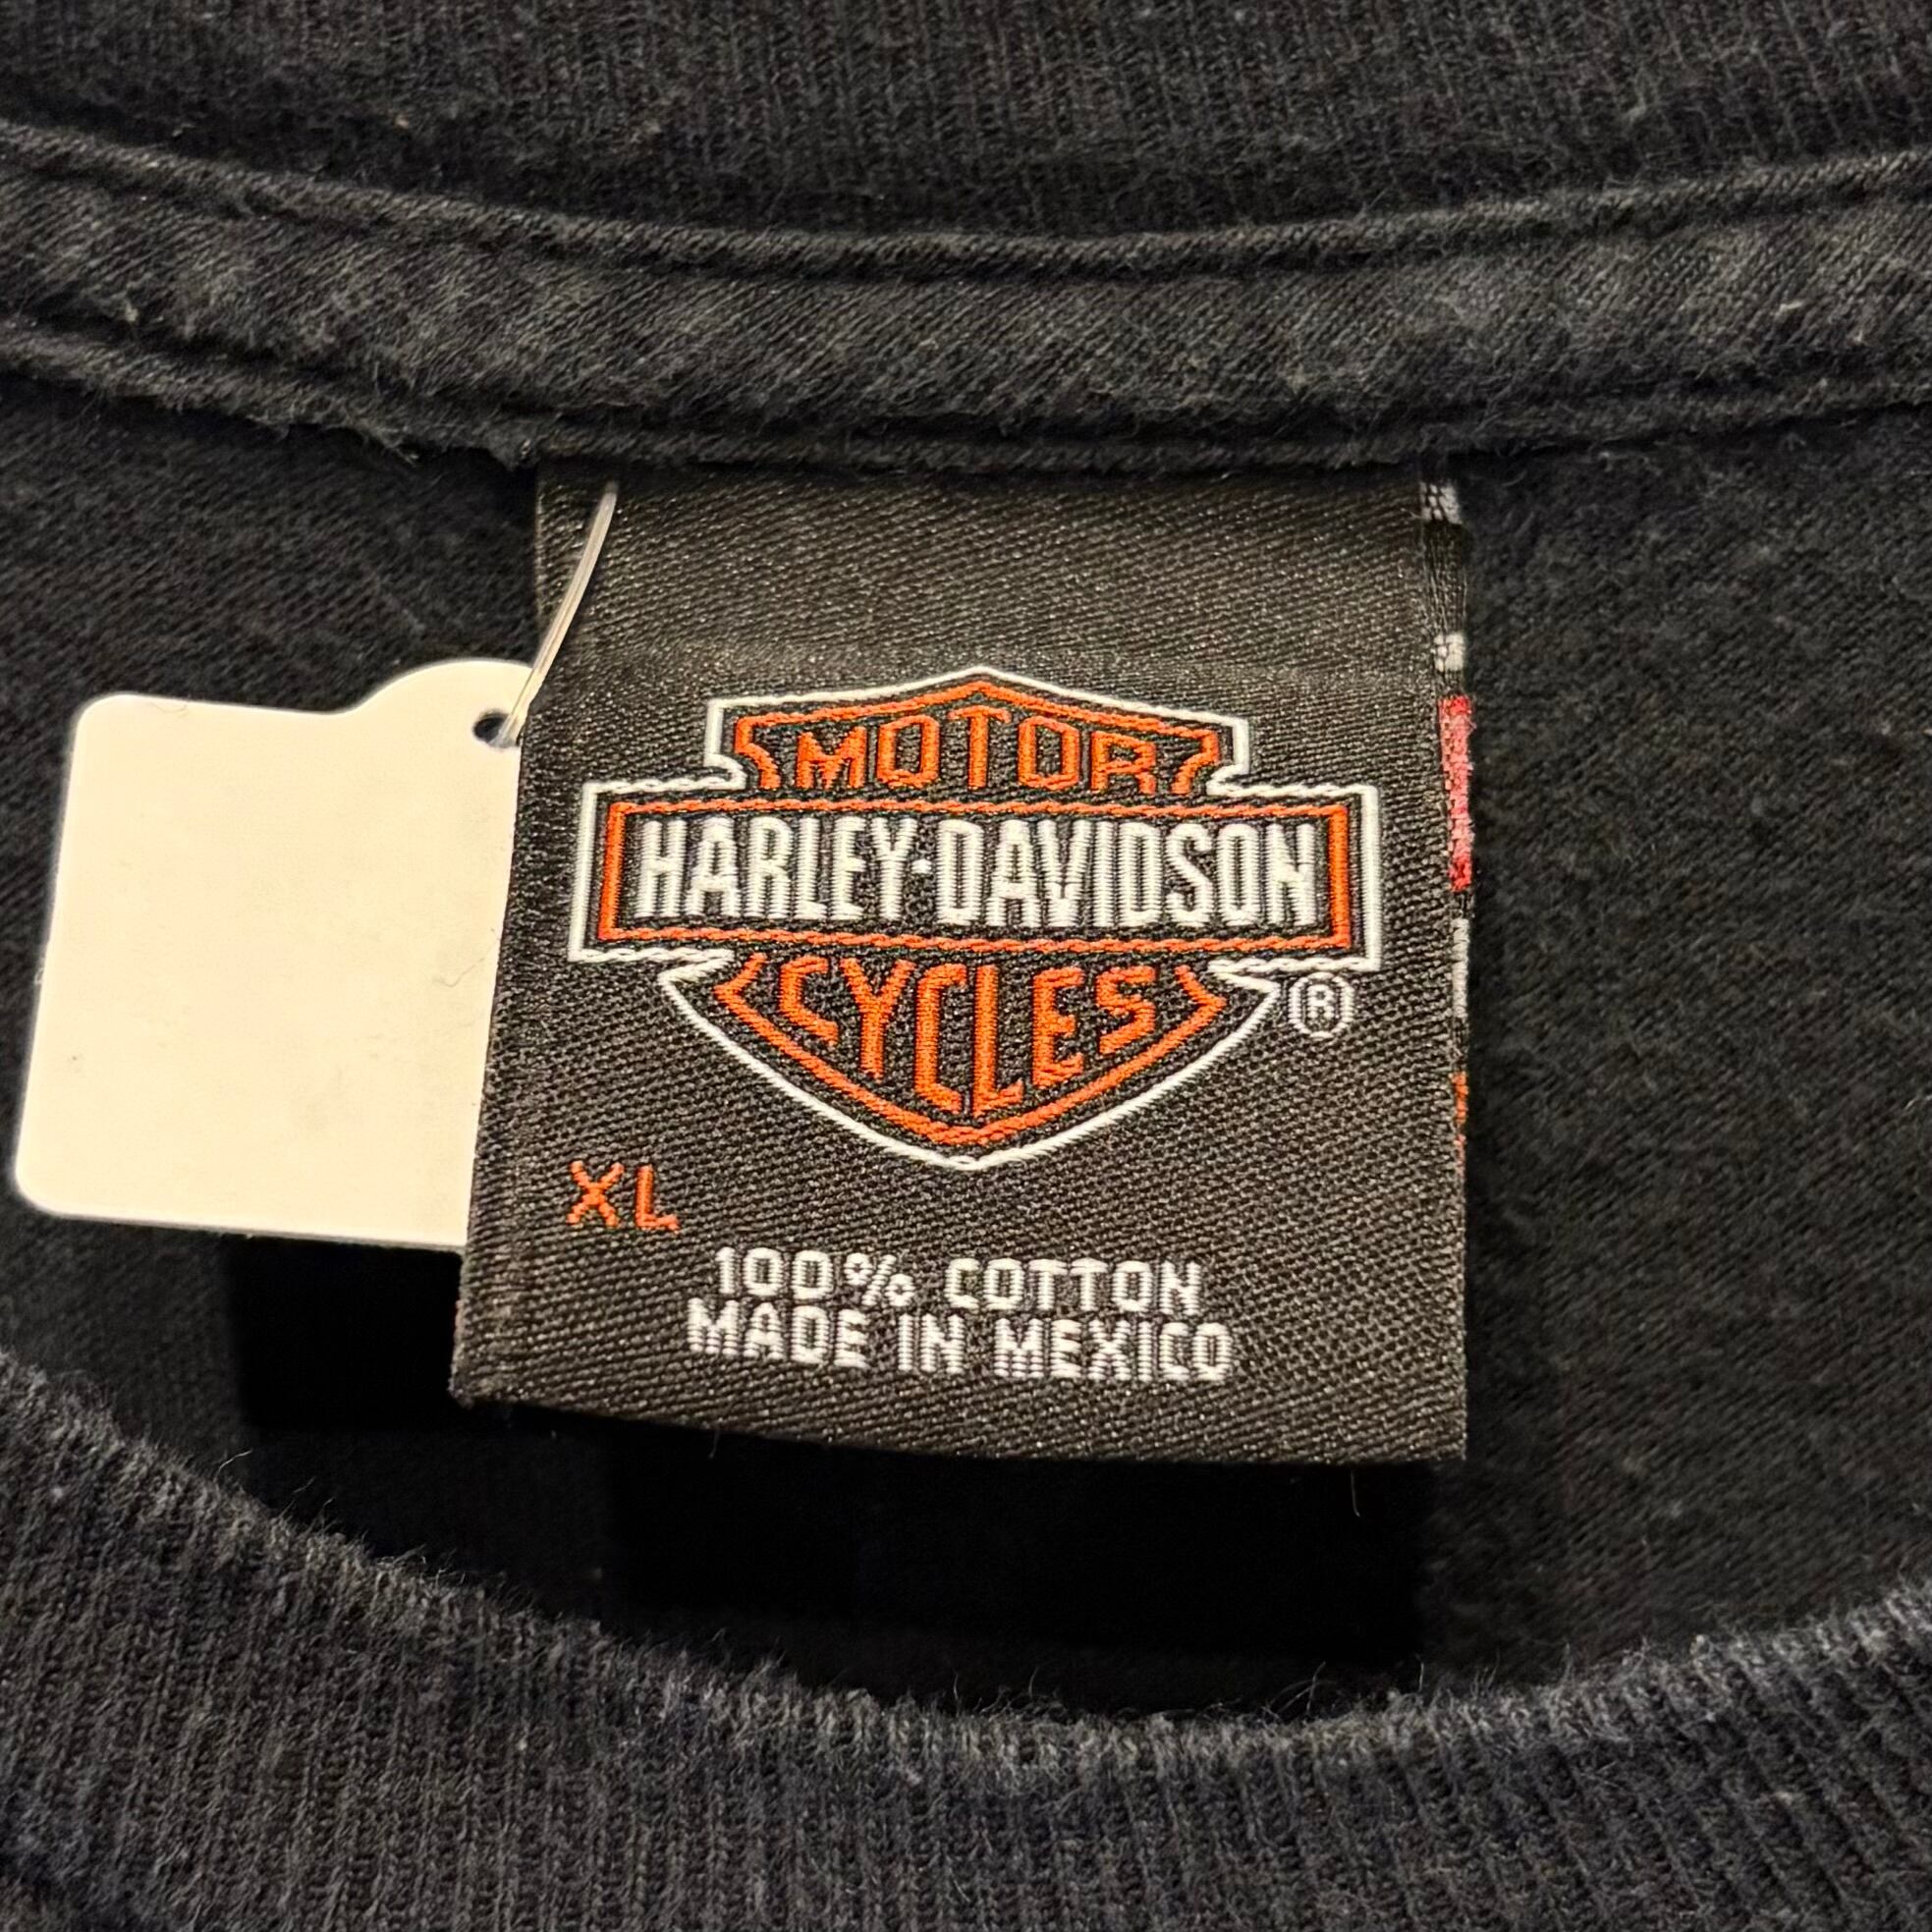 MOTOR
HARLEY-DAVIDSON
CYCLES
®
XL
100% COTTON
MADE IN MEXICO